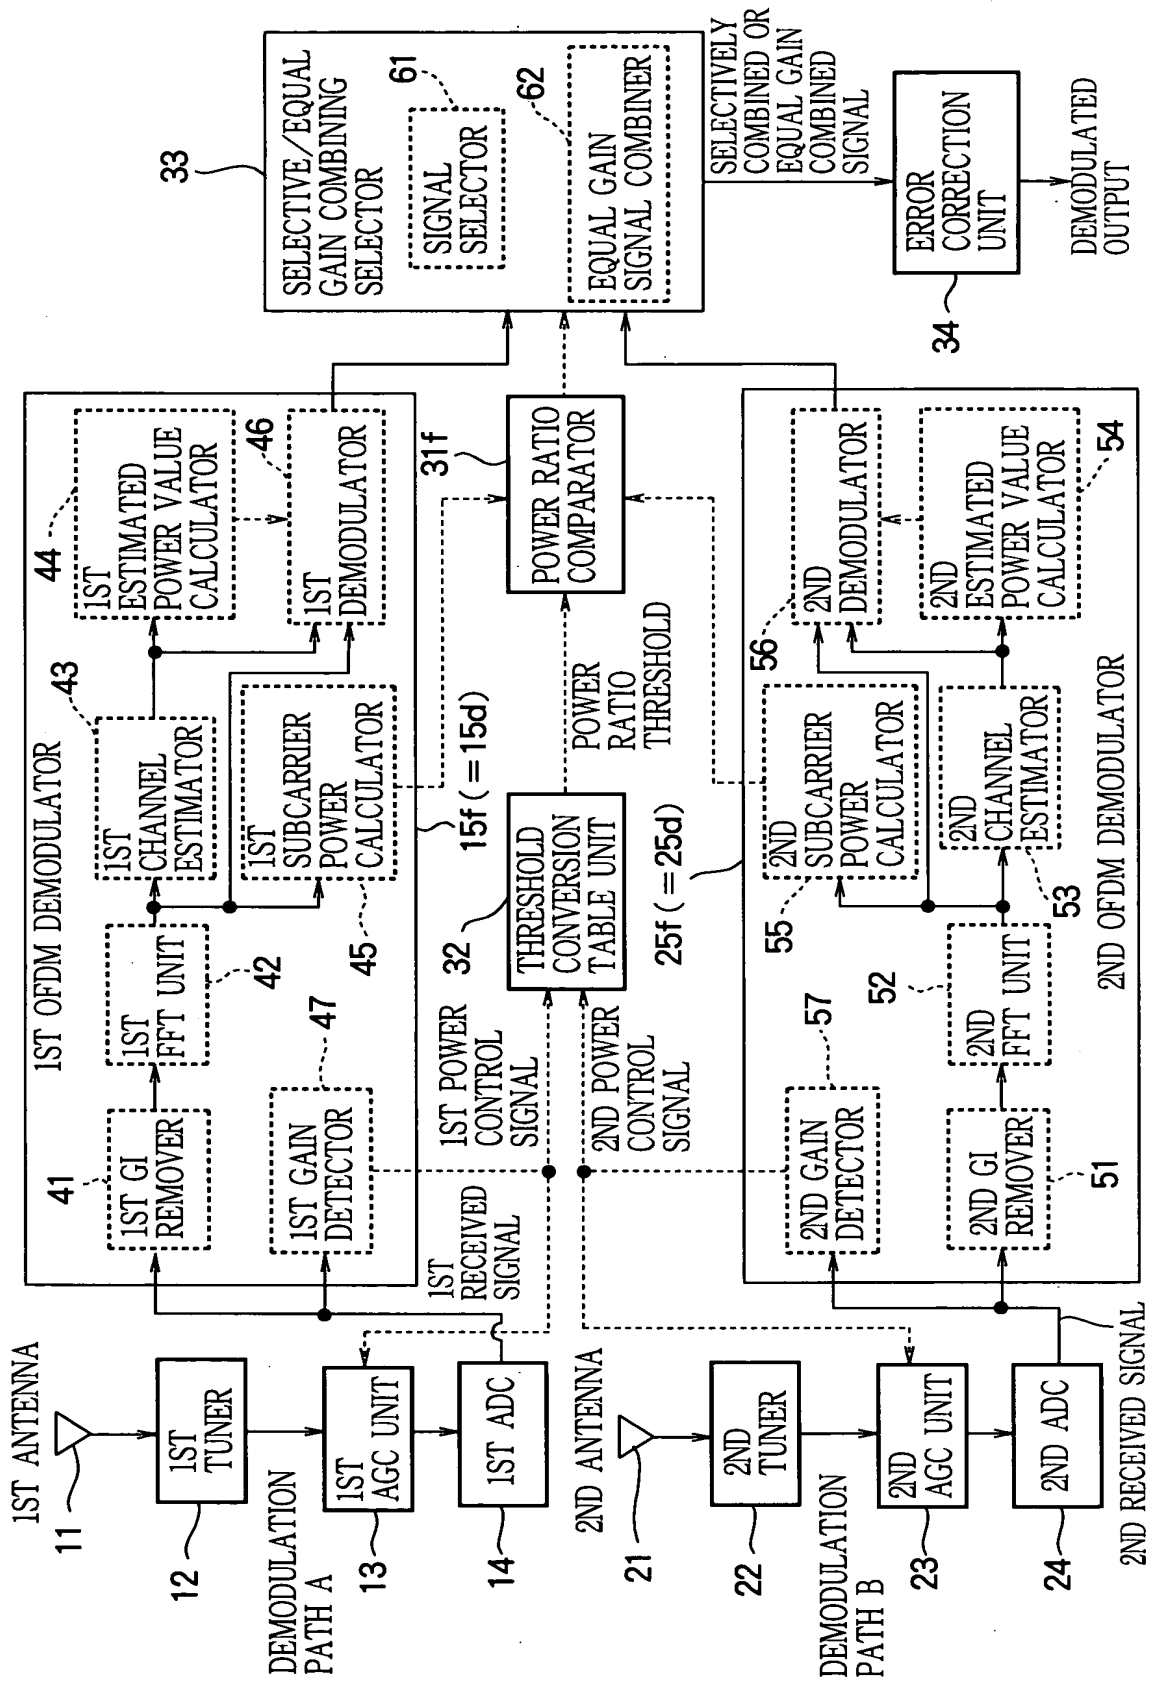 1ST ANTENNA
11
1ST
TUNER
12
DEMODULATION
PATH A
1ST
AGC UNIT
13
1ST ADC
14
1ST
RECEIVED
SIGNAL
1ST OFDM DEMODULATOR
1ST GI
REMOVER
41
1ST
FFT UNIT
42
1ST
CHANNEL
ESTIMATOR
43
1ST
ESTIMATED
POWER VALUE
CALCULATOR
44
1ST
SUBCARRIER
POWER
CALCULATOR
45
1ST
DEMODULATOR
46
1ST GAIN
DETECTOR
47
15f (=15d)
1ST POWER
CONTROL
SIGNAL
2ND POWER
CONTROL
SIGNAL
THRESHOLD
CONVERSION
TABLE UNIT
32
POWER
RATIO
THRESHOLD
POWER RATIO
COMPARATOR
31f
SELECTIVE/EQUAL
GAIN COMBINING
SELECTOR
33
SIGNAL
SELECTOR
61
EQUAL GAIN
SIGNAL COMBINER
62
SELECTIVELY
COMBINED OR
EQUAL GAIN
COMBINED
SIGNAL
ERROR
CORRECTION
UNIT
34
DEMODULATED
OUTPUT
2ND ANTENNA
21
2ND
TUNER
22
DEMODULATION
PATH B
2ND
AGC UNIT
23
2ND ADC
24
2ND RECEIVED SIGNAL
25f (=25d)
2ND GAIN
DETECTOR
57
2ND GI
REMOVER
51
2ND
FFT UNIT
52
2ND
SUBCARRIER
POWER
CALCULATOR
55
2ND
CHANNEL
ESTIMATOR
53
2ND
DEMODULATOR
56
2ND
ESTIMATED
POWER VALUE
CALCULATOR
54
2ND OFDM DEMODULATOR